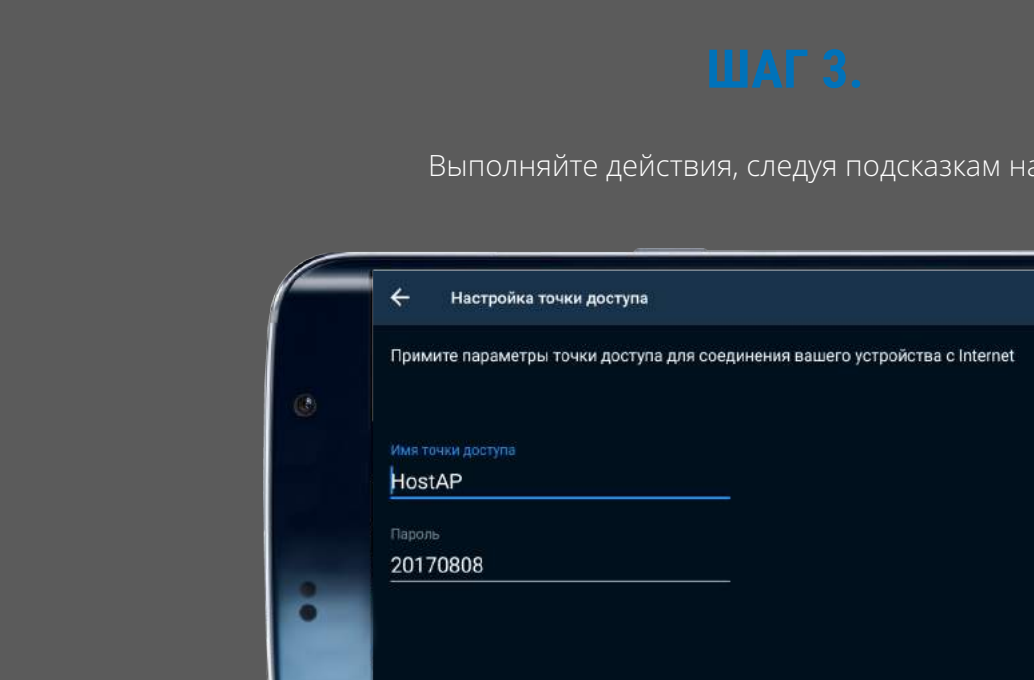 ШАГ 3.
Выполняйте действия, следуя подсказкам на
Настройка точки доступа
Примите параметры точки доступа для соединения вашего устройства с Internet
Имя точки доступа
HostAP
Пароль
20170808